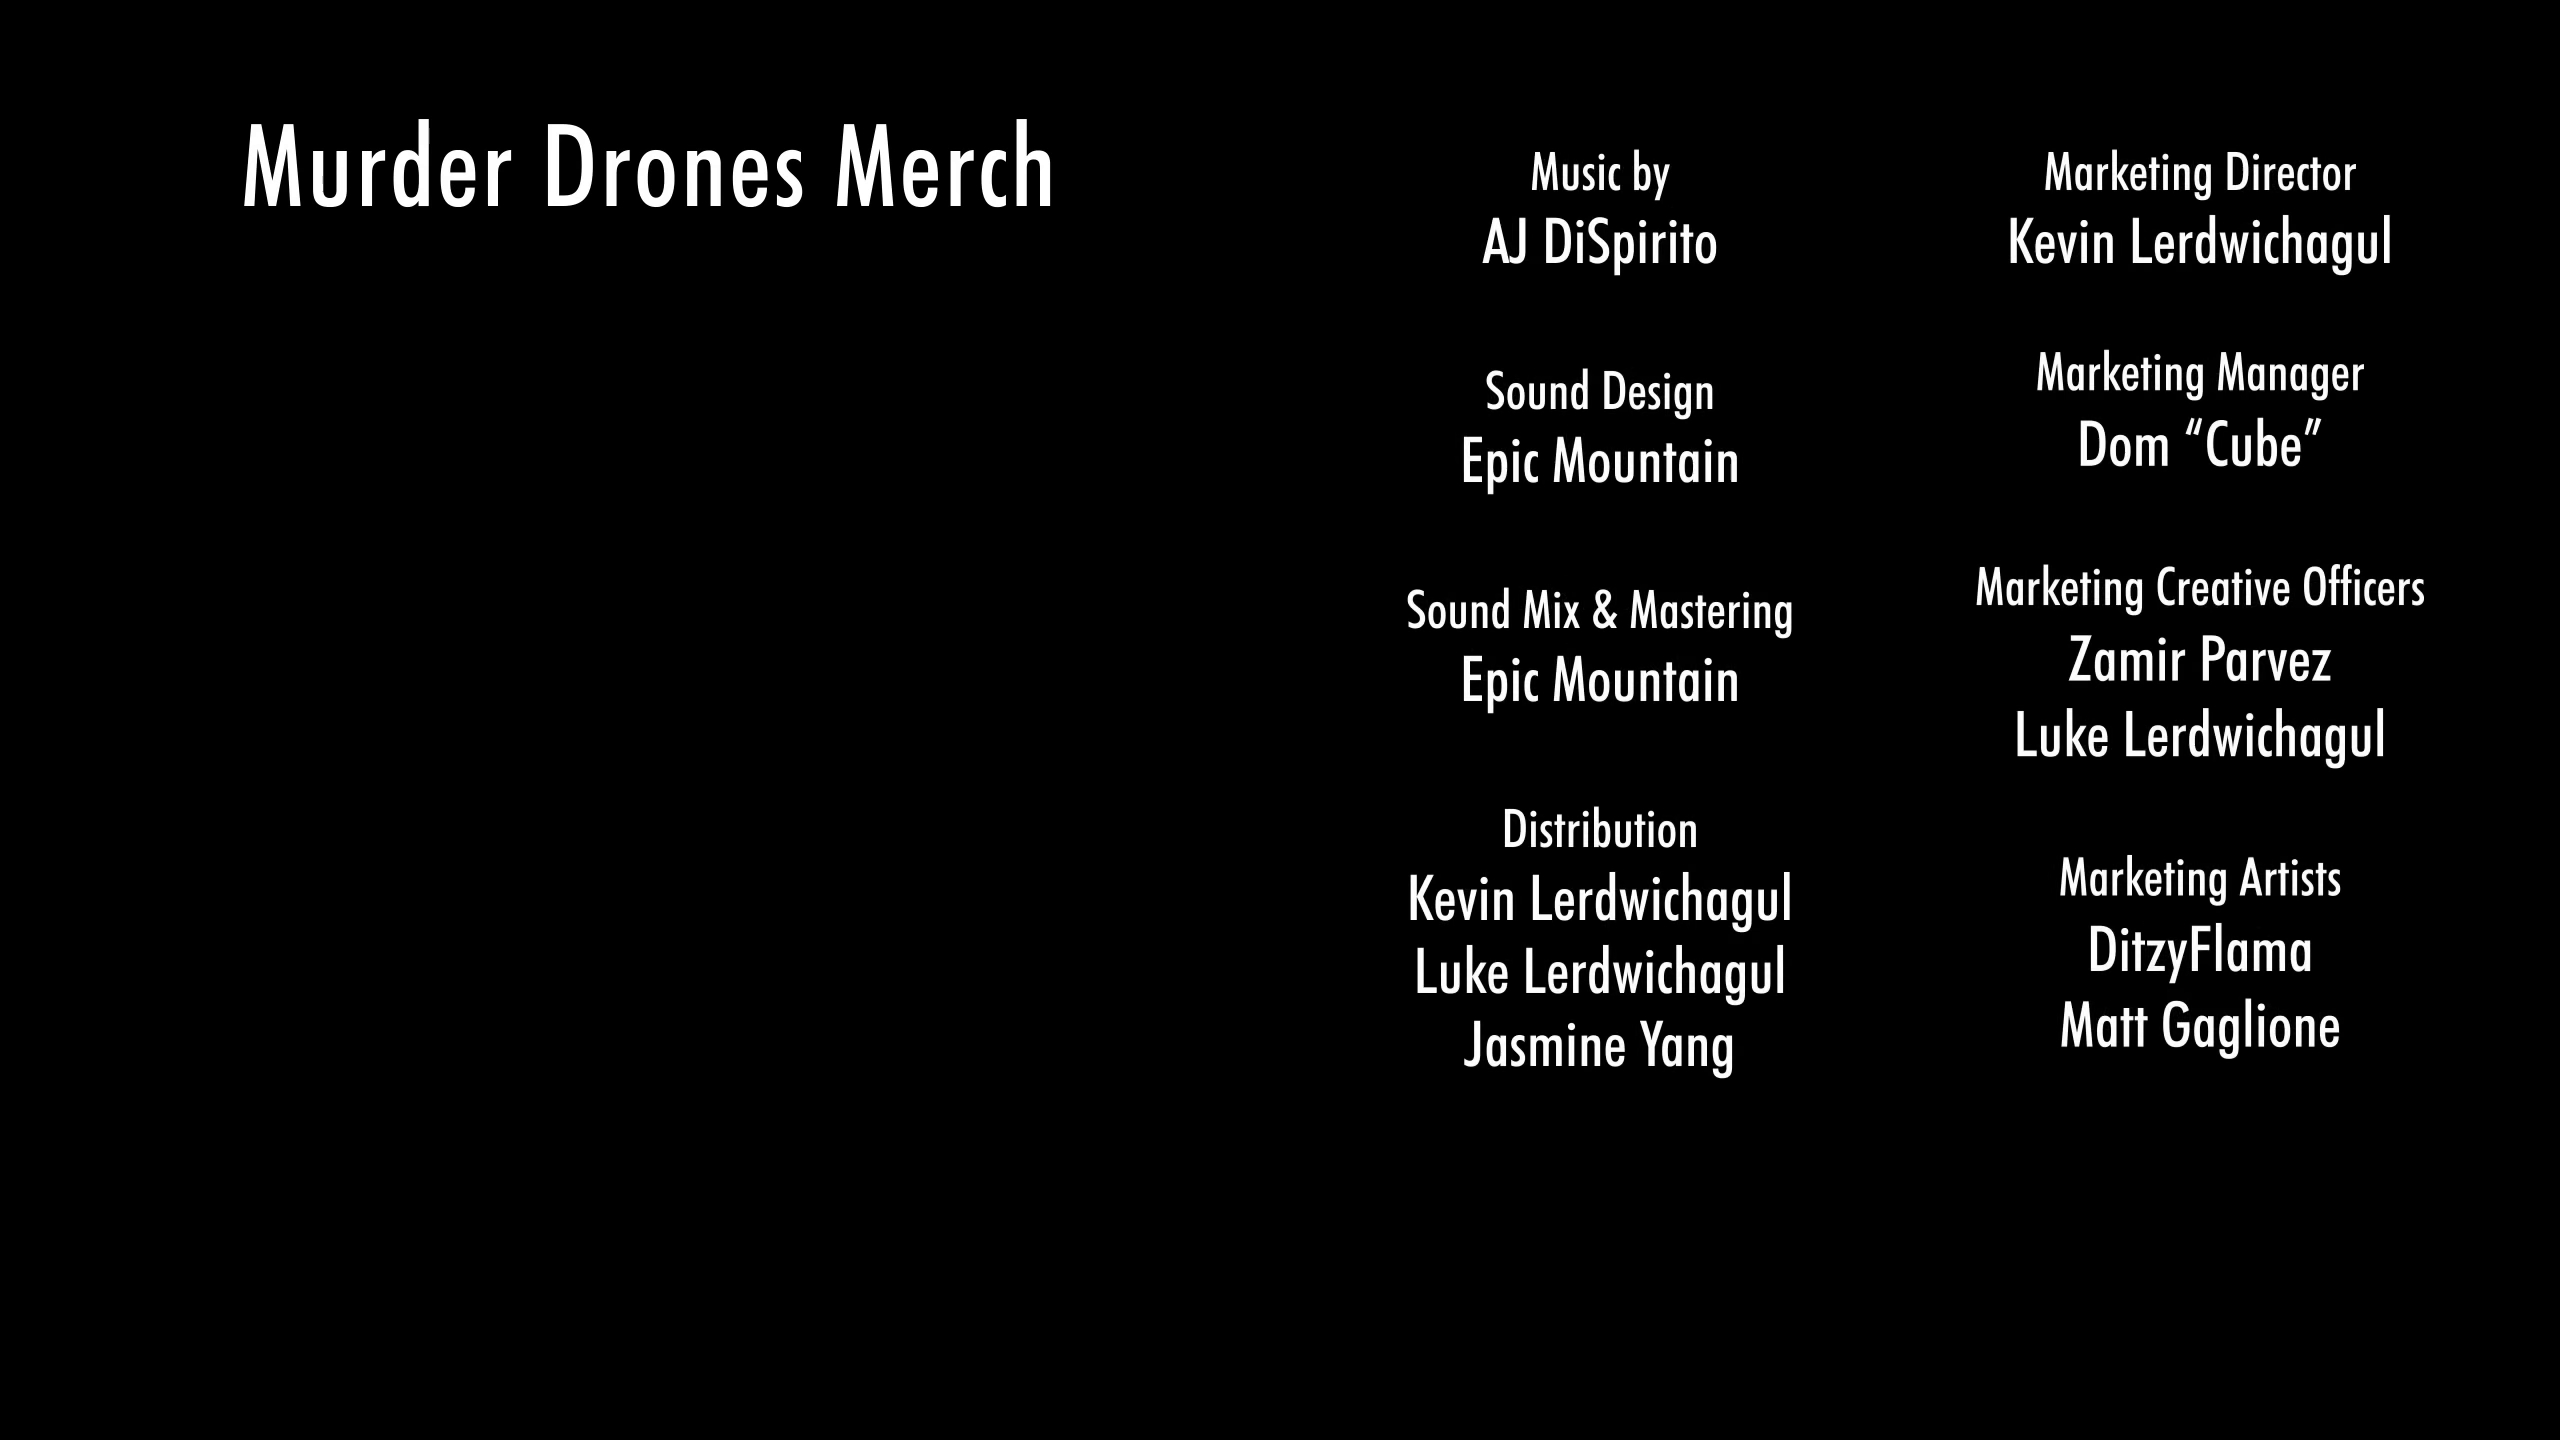 Murder Drones Merch
Music by
AJ DiSpirito
Sound Design
Epic Mountain
Sound Mix & Mastering
Epic Mountain
Distribution
Kevin Lerdwichagul
Luke Lerdwichagul
Jasmine Yang
Marketing Director
Kevin Lerdwichagul
Marketing Manager
Dom “Cube”
Marketing Creative Officers
Zamir Parvez
Luke Lerdwichagul
Marketing Artists
DitzyFlama
Matt Gaglione